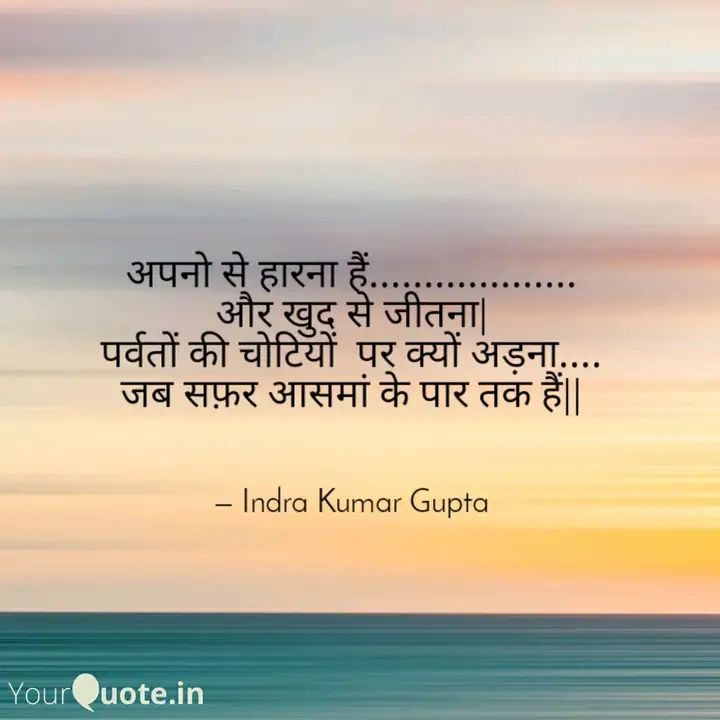 अपनो से हारना हैं...................
और खुद से जीतना|
पर्वतों की चोटियों  पर क्यों अड़ना....
जब सफ़र आसमां के पार तक हैं||
– Indra Kumar Gupta
YourQuote.in